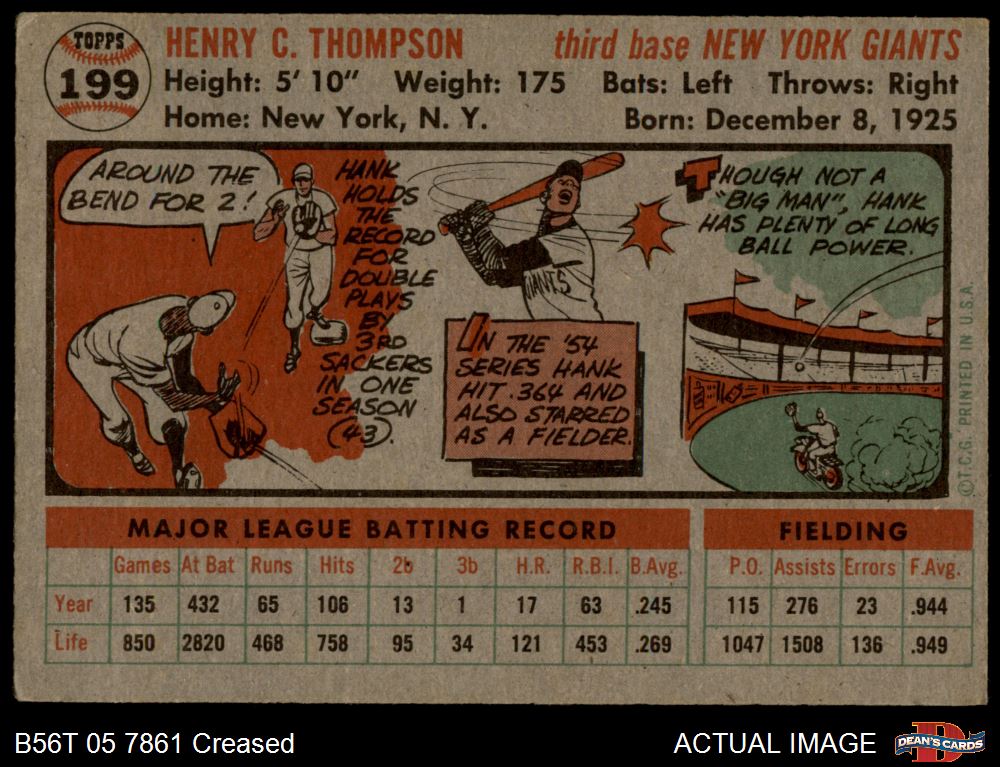 TOPPS
199
HENRY C. THOMPSON third base NEW YORK GIANTS
Height: 5' 10" Weight: 175 Bats: Left Throws: Right
Home: New York, N. Y. Born: December 8, 1925
AROUND THE
BEND FOR 2!
HANK
HOLDS
THE
RECORD
FOR
DOUBLE
PLAYS
BY
3RD
SACKERS
IN ONE
SEASON
(43).
GIANTS
IN THE '54
SERIES HANK
HIT .364 AND
ALSO STARRED
AS A FIELDER.
THOUGH NOT A
"BIG MAN", HANK
HAS PLENTY OF LONG
BALL POWER.
©T.C.G. PRINTED IN U.S.A.
MAJOR LEAGUE BATTING RECORD FIELDING
Games At Bat Runs Hits 2b 3b H.R. R.B.I. B.Avg. P.O. Assists Errors F.Avg.
Year 135 432 65 106 13 1 17 63 .245 115 276 23 .944
Life 850 2820 468 758 95 34 121 453 .269 1047 1508 136 .949
B56T 05 7861 Creased ACTUAL IMAGE
D
DEAN'S CARDS